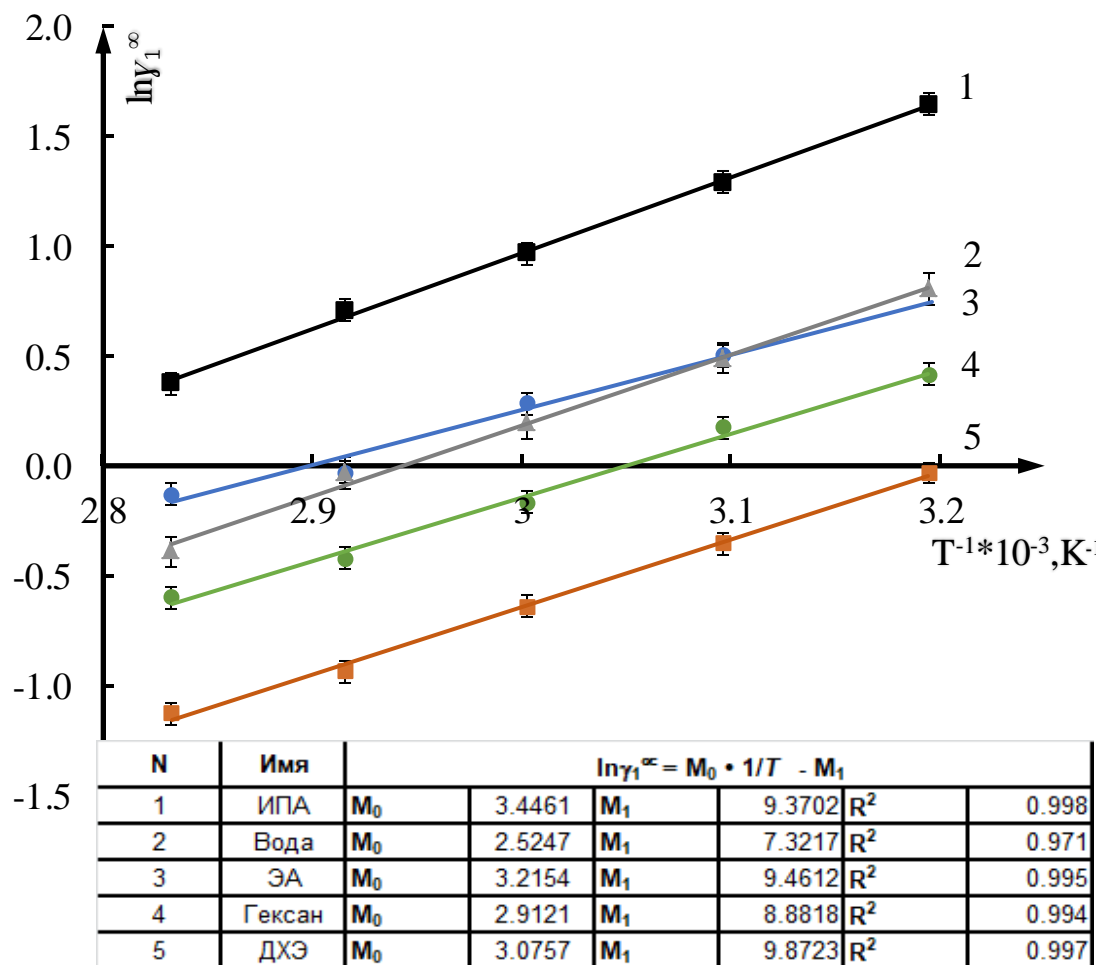 2.0
lnγ₁^∞
1
1.5
1.0
2
3
0.5
4
5
0.0
2.8 2.9 3 3.1 3.2
T⁻¹*10⁻³,K⁻¹
-0.5
-1.0
N Имя lnγ₁^∝ = M₀ • 1/T - M₁
-1.5
1 ИПА M₀ 3.4461 M₁ 9.3702 R² 0.998
2 Вода M₀ 2.5247 M₁ 7.3217 R² 0.971
3 ЭА M₀ 3.2154 M₁ 9.4612 R² 0.995
4 Гексан M₀ 2.9121 M₁ 8.8818 R² 0.994
5 ДХЭ M₀ 3.0757 M₁ 9.8723 R² 0.997